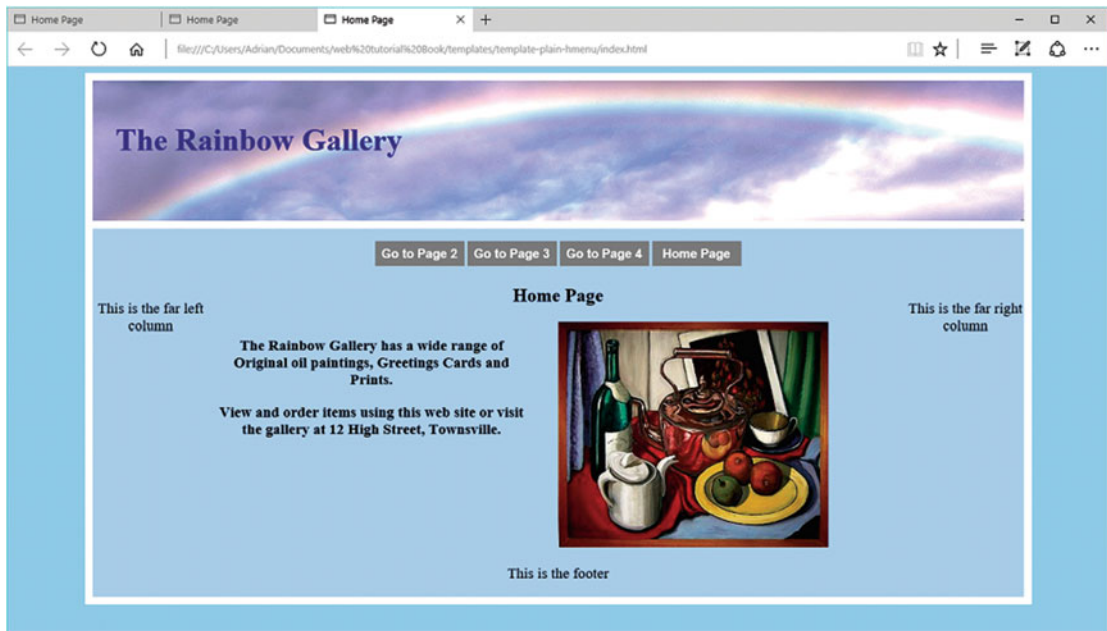 Home Page
Home Page
Home Page
file:///C:/Users/Adrian/Documents/web%20tutorial%20Book/templates/template-plain-hmenu/index.html
The Rainbow Gallery
Go to Page 2
Go to Page 3
Go to Page 4
Home Page
Home Page
This is the far left
column
The Rainbow Gallery has a wide range of
Original oil paintings, Greetings Cards and
Prints.
View and order items using this web site or visit
the gallery at 12 High Street, Townsville.
This is the far right
column
This is the footer